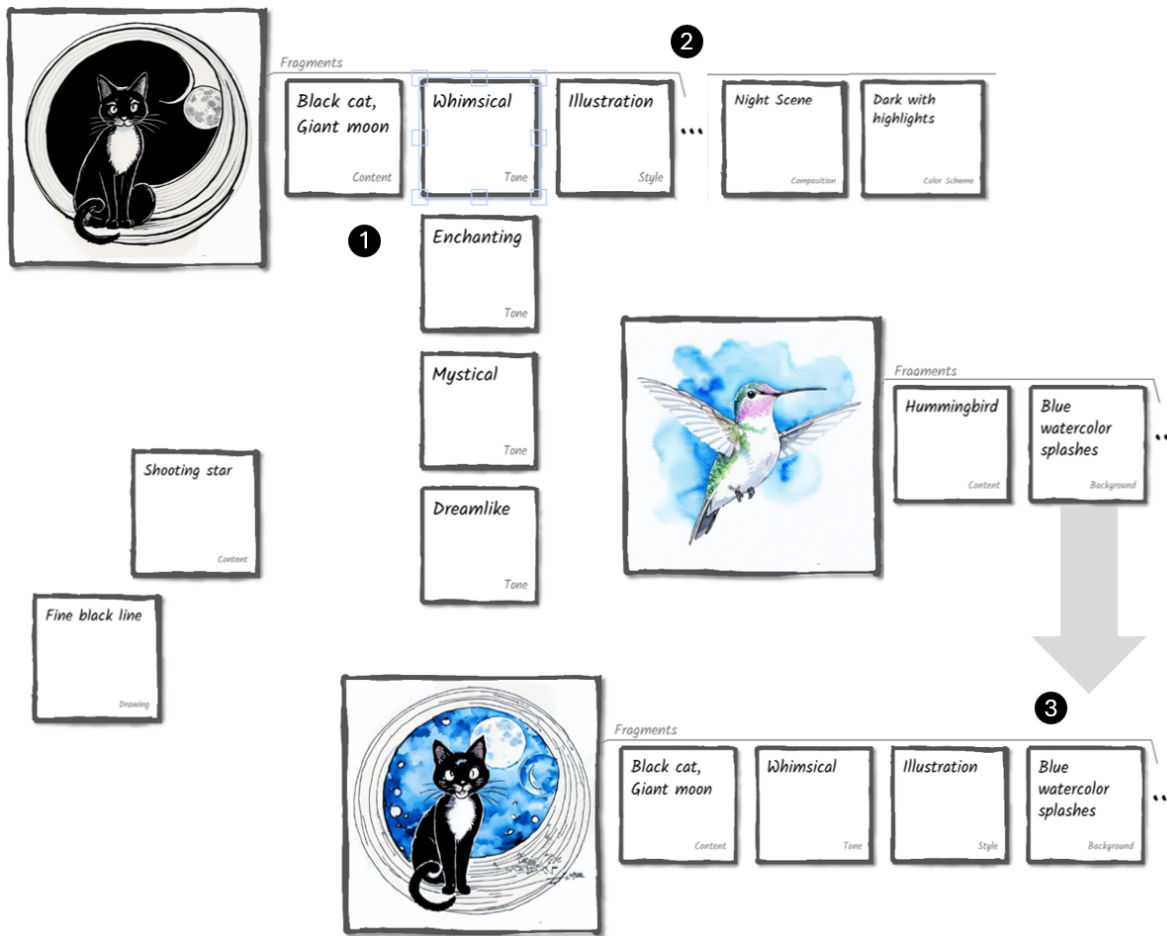 2
Fragments
Black cat,
Giant moon
Content
Whimsical
Tone
Illustration
Style
...
Night Scene
Composition
Dark with
highlights
Color Scheme
1
Enchanting
Tone
Mystical
Tone
Dreamlike
Tone
Shooting star
Content
Fine black line
Drawing
Fragments
Hummingbird
Content
Blue
watercolor
splashes
Background
3
Fragments
Black cat,
Giant moon
Content
Whimsical
Tone
Illustration
Style
Blue
watercolor
splashes
Background